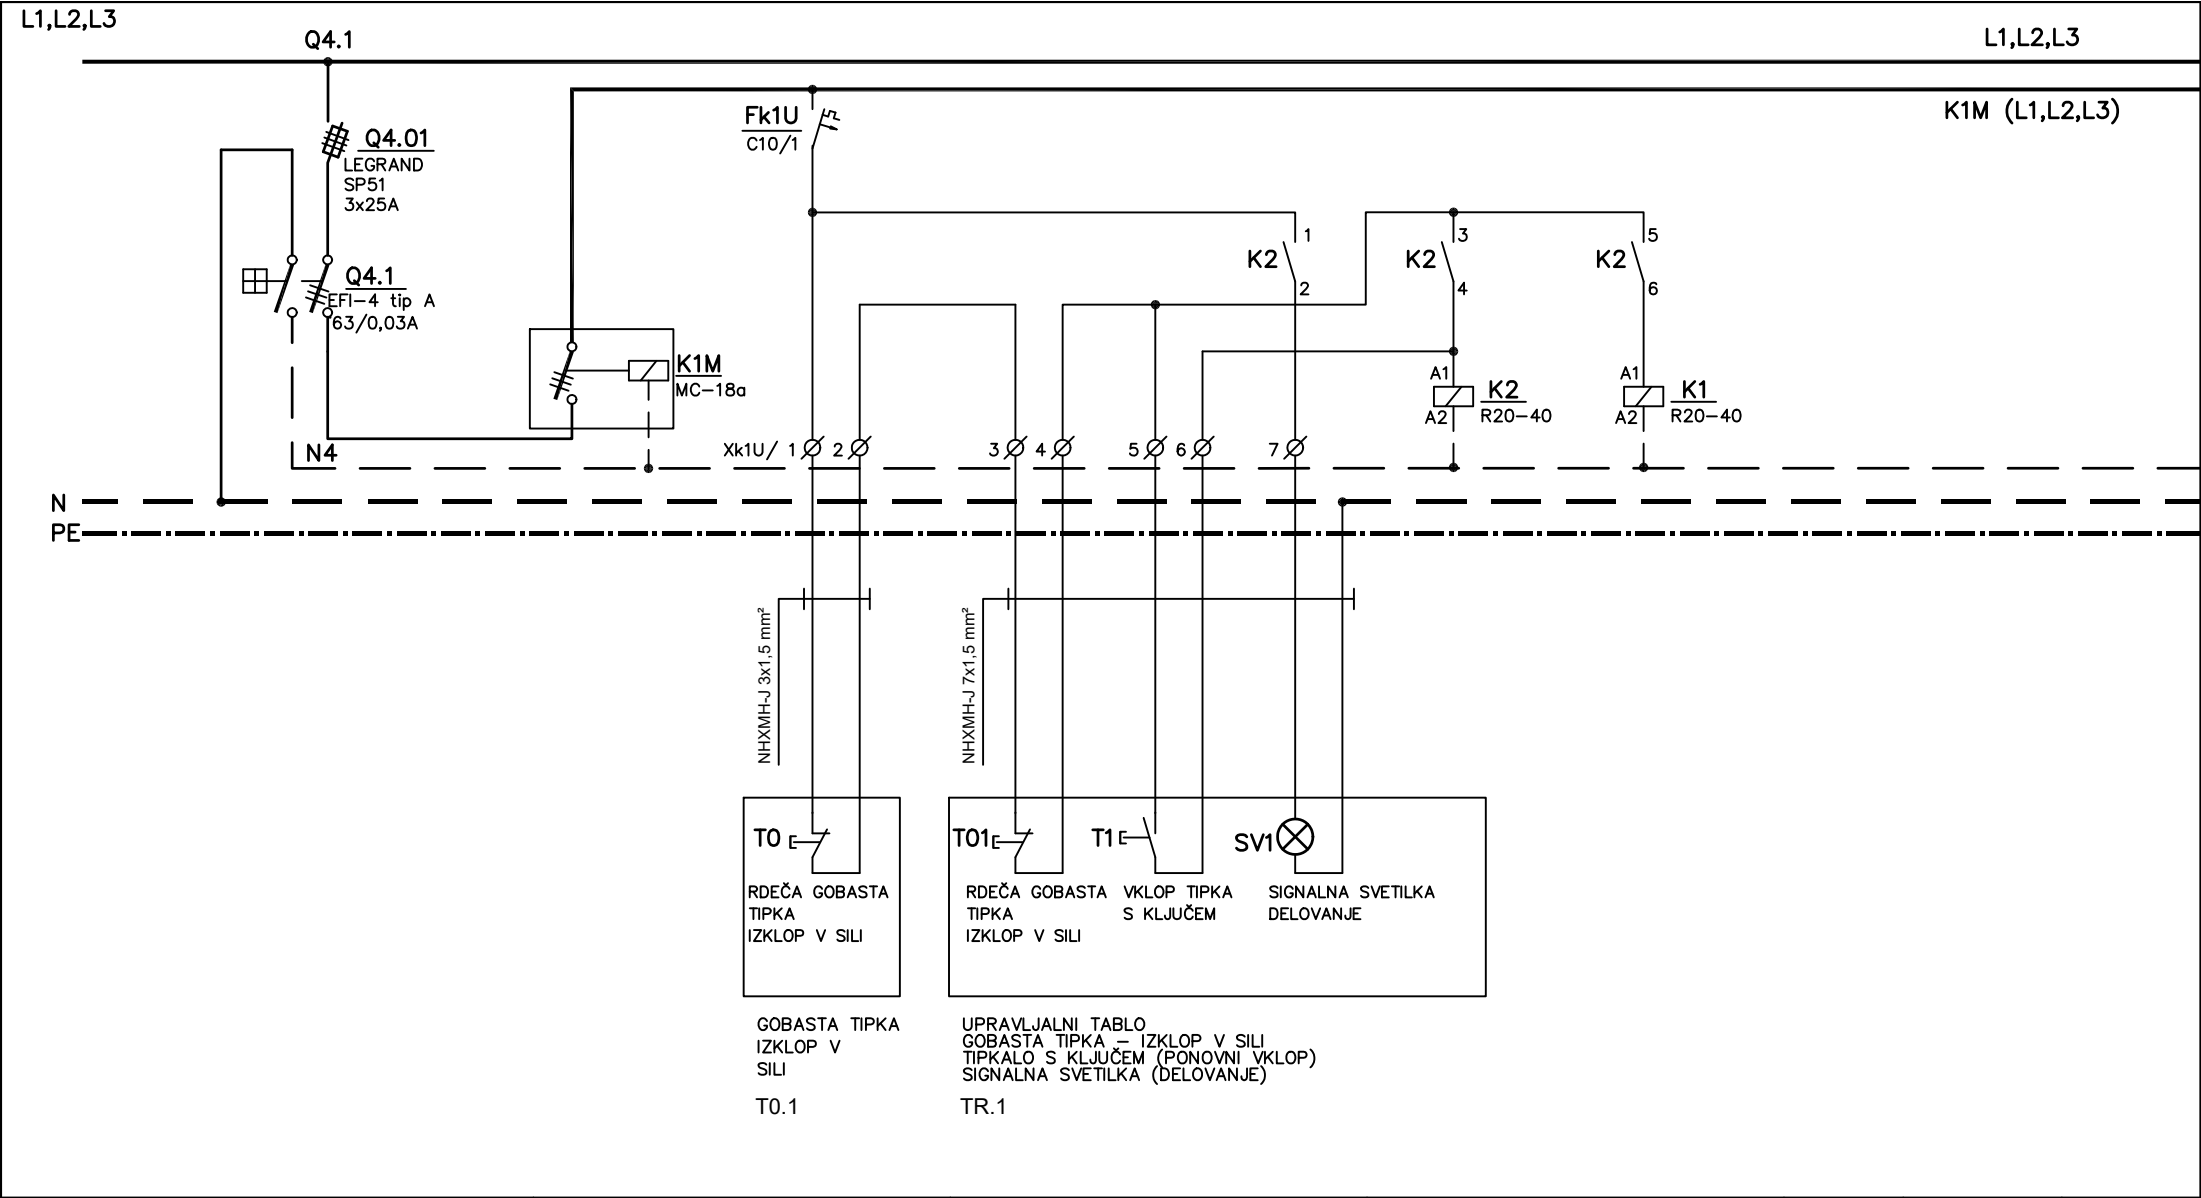 L1,L2,L3
Q4.1
L1,L2,L3
K1M (L1,L2,L3)
Fk1U
C10/1
Q4.01
LEGRAND
SP51
3x25A
Q4.1
EFI-4 tip A
63/0,03A
K1M
MC-18a
K2
1
2
K2
3
4
K2
5
6
A1
A2
K2
R20-40
A1
A2
K1
R20-40
Xk1U/ 1 2 3 4 5 6 7
N4
N
PE
NHXMH-J 3x1,5 mm²
NHXMH-J 7x1,5 mm²
T0
RDEČA GOBASTA
TIPKA
IZKLOP V SILI
T01
RDEČA GOBASTA
TIPKA
IZKLOP V SILI
T1
VKLOP TIPKA
S KLJUČEM
SV1
SIGNALNA SVETILKA
DELOVANJE
GOBASTA TIPKA
IZKLOP V
SILI
T0.1
UPRAVLJALNI TABLO
GOBASTA TIPKA – IZKLOP V SILI
TIPKALO S KLJUČEM (PONOVNI VKLOP)
SIGNALNA SVETILKA (DELOVANJE)
TR.1